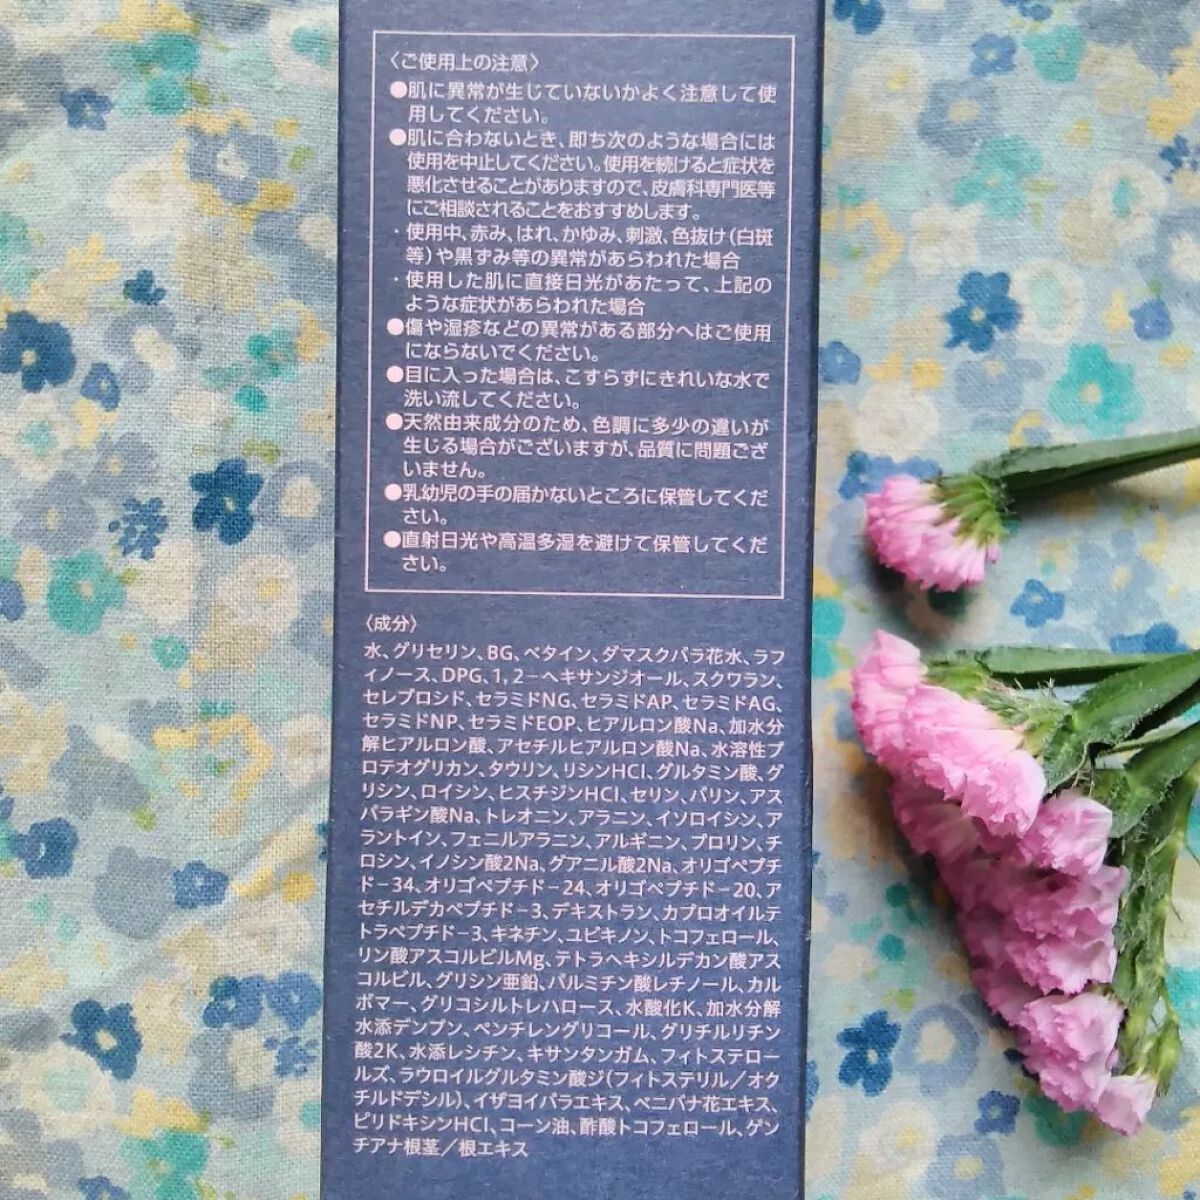 〈ご使用上の注意〉
●肌に異常が生じていないかよく注意して使
用してください。
●肌に合わないとき、即ち次のような場合には
使用を中止してください。使用を続けると症状を
悪化させることがありますので、皮膚科専門医等
にご相談されることをおすすめします。
・使用中、赤み、はれ、かゆみ、刺激、色抜け(白斑
等)や黒ずみ等の異常があらわれた場合
・使用した肌に直接日光があたって、上記の
ような症状があらわれた場合
●傷や湿疹などの異常がある部分へはご使用
にならないでください。
●目に入った場合は、こすらずにきれいな水で
洗い流してください。
●天然由来成分のため、色調に多少の違いが
生じる場合がございますが、品質に問題ござ
いません。
●乳幼児の手の届かないところに保管してくだ
さい。
●直射日光や高温多湿を避けて保管してくだ
さい。
〈成分〉
水、グリセリン、BG、ベタイン、ダマスクバラ花水、ラフ
ィノース、DPG、1,2-ヘキサンジオール、スクワラン、
セレブロシド、セラミドNG、セラミドAP、セラミドAG、
セラミドNP、セラミドEOP、ヒアルロン酸Na、加水分
解ヒアルロン酸、アセチルヒアルロン酸Na、水溶性プ
ロテオグリカン、タウリン、リシンHCl、グルタミン酸、グ
リシン、ロイシン、ヒスチジンHCl、セリン、バリン、アス
パラギン酸Na、トレオニン、アラニン、イソロイシン、ア
ラントイン、フェニルアラニン、アルギニン、プロリン、チ
ロシン、イノシン酸2Na、グアニル酸2Na、オリゴペプチ
ド-34、オリゴペプチド-24、オリゴペプチド-20、ア
セチルデカペプチド-3、デキストラン、カプロオイルテ
トラペプチド-3、キネチン、ユビキノン、トコフェロール、
リン酸アスコルビルMg、テトラヘキシルデカン酸アス
コルビル、グリシン亜鉛、パルミチン酸レチノール、カル
ボマー、グリコシルトレハロース、水酸化K、加水分解
水添デンプン、ペンチレングリコール、グリチルリチン
酸2K、水添レシチン、キサンタンガム、フィトステロー
ルズ、ラウロイルグルタミン酸ジ(フィトステリル/オク
チルドデシル)、イザヨイバラエキス、ベニバナ花エキス、
ピリドキシンHCl、コーン油、酢酸トコフェロール、ゲン
チアナ根茎/根エキス